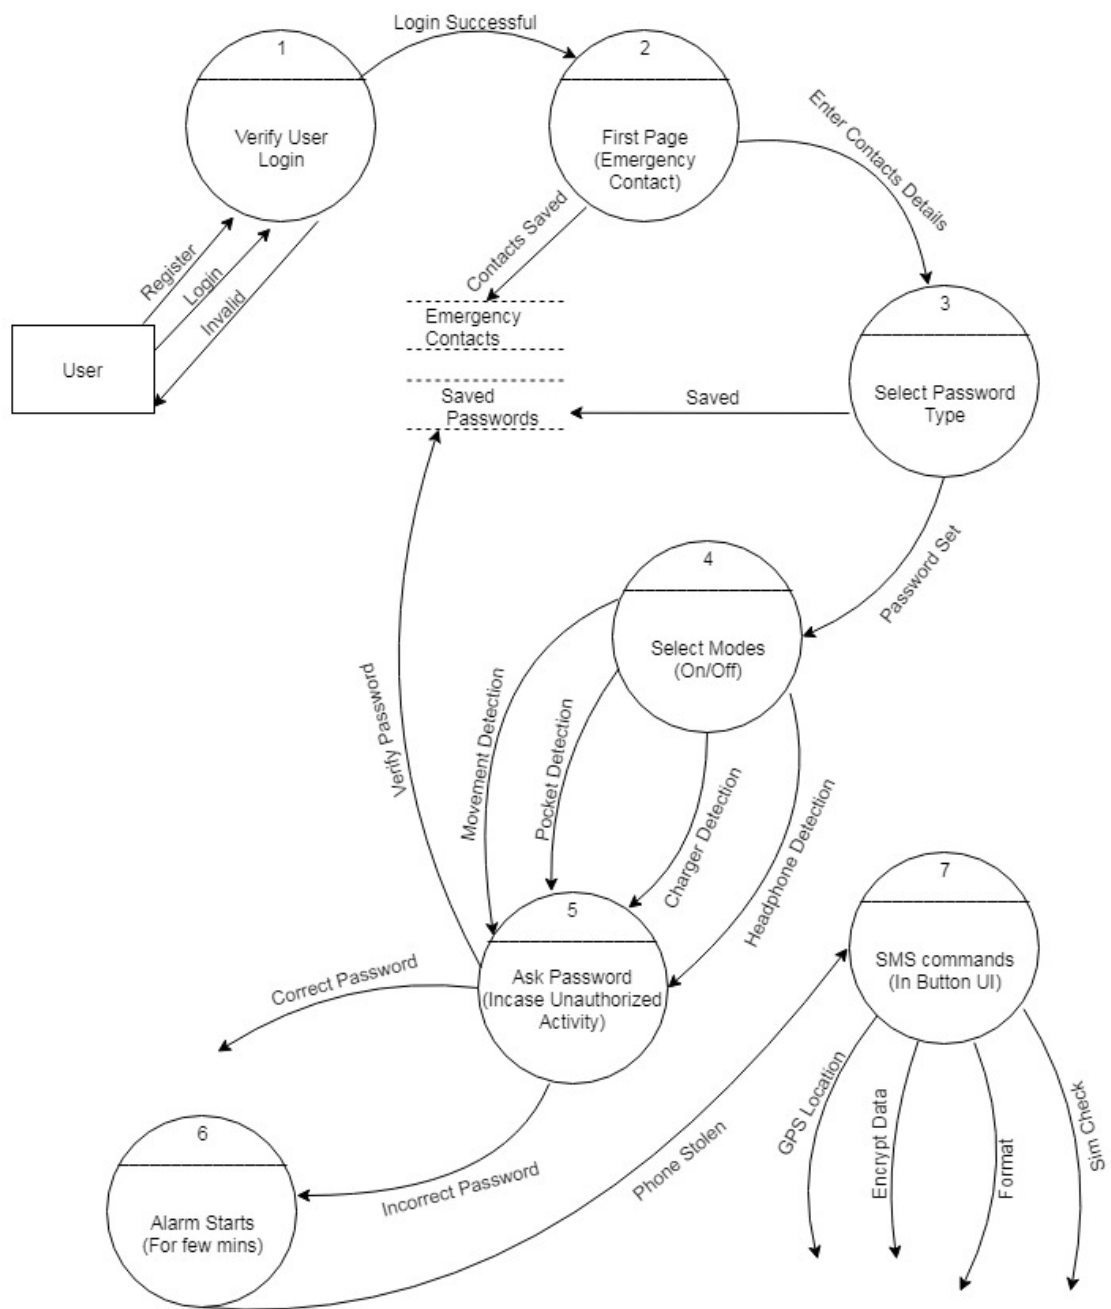 Login Successful
1
Verify User
Login
2
First Page
(Emergency
Contact)
Enter Contacts Details
Register
Login
Invalid
User
Contacts Saved
Emergency
Contacts
Saved
Passwords
Saved
3
Select Password
Type
Password Set
4
Select Modes
(On/Off)
Verify Password
Movement Detection
Pocket Detection
Charger Detection
Headphone Detection
5
Ask Password
(Incase Unauthorized
Activity)
Correct Password
Incorrect Password
6
Alarm Starts
(For few mins)
Phone Stolen
7
SMS commands
(In Button UI)
GPS Location
Encrypt Data
Format
Sim Check